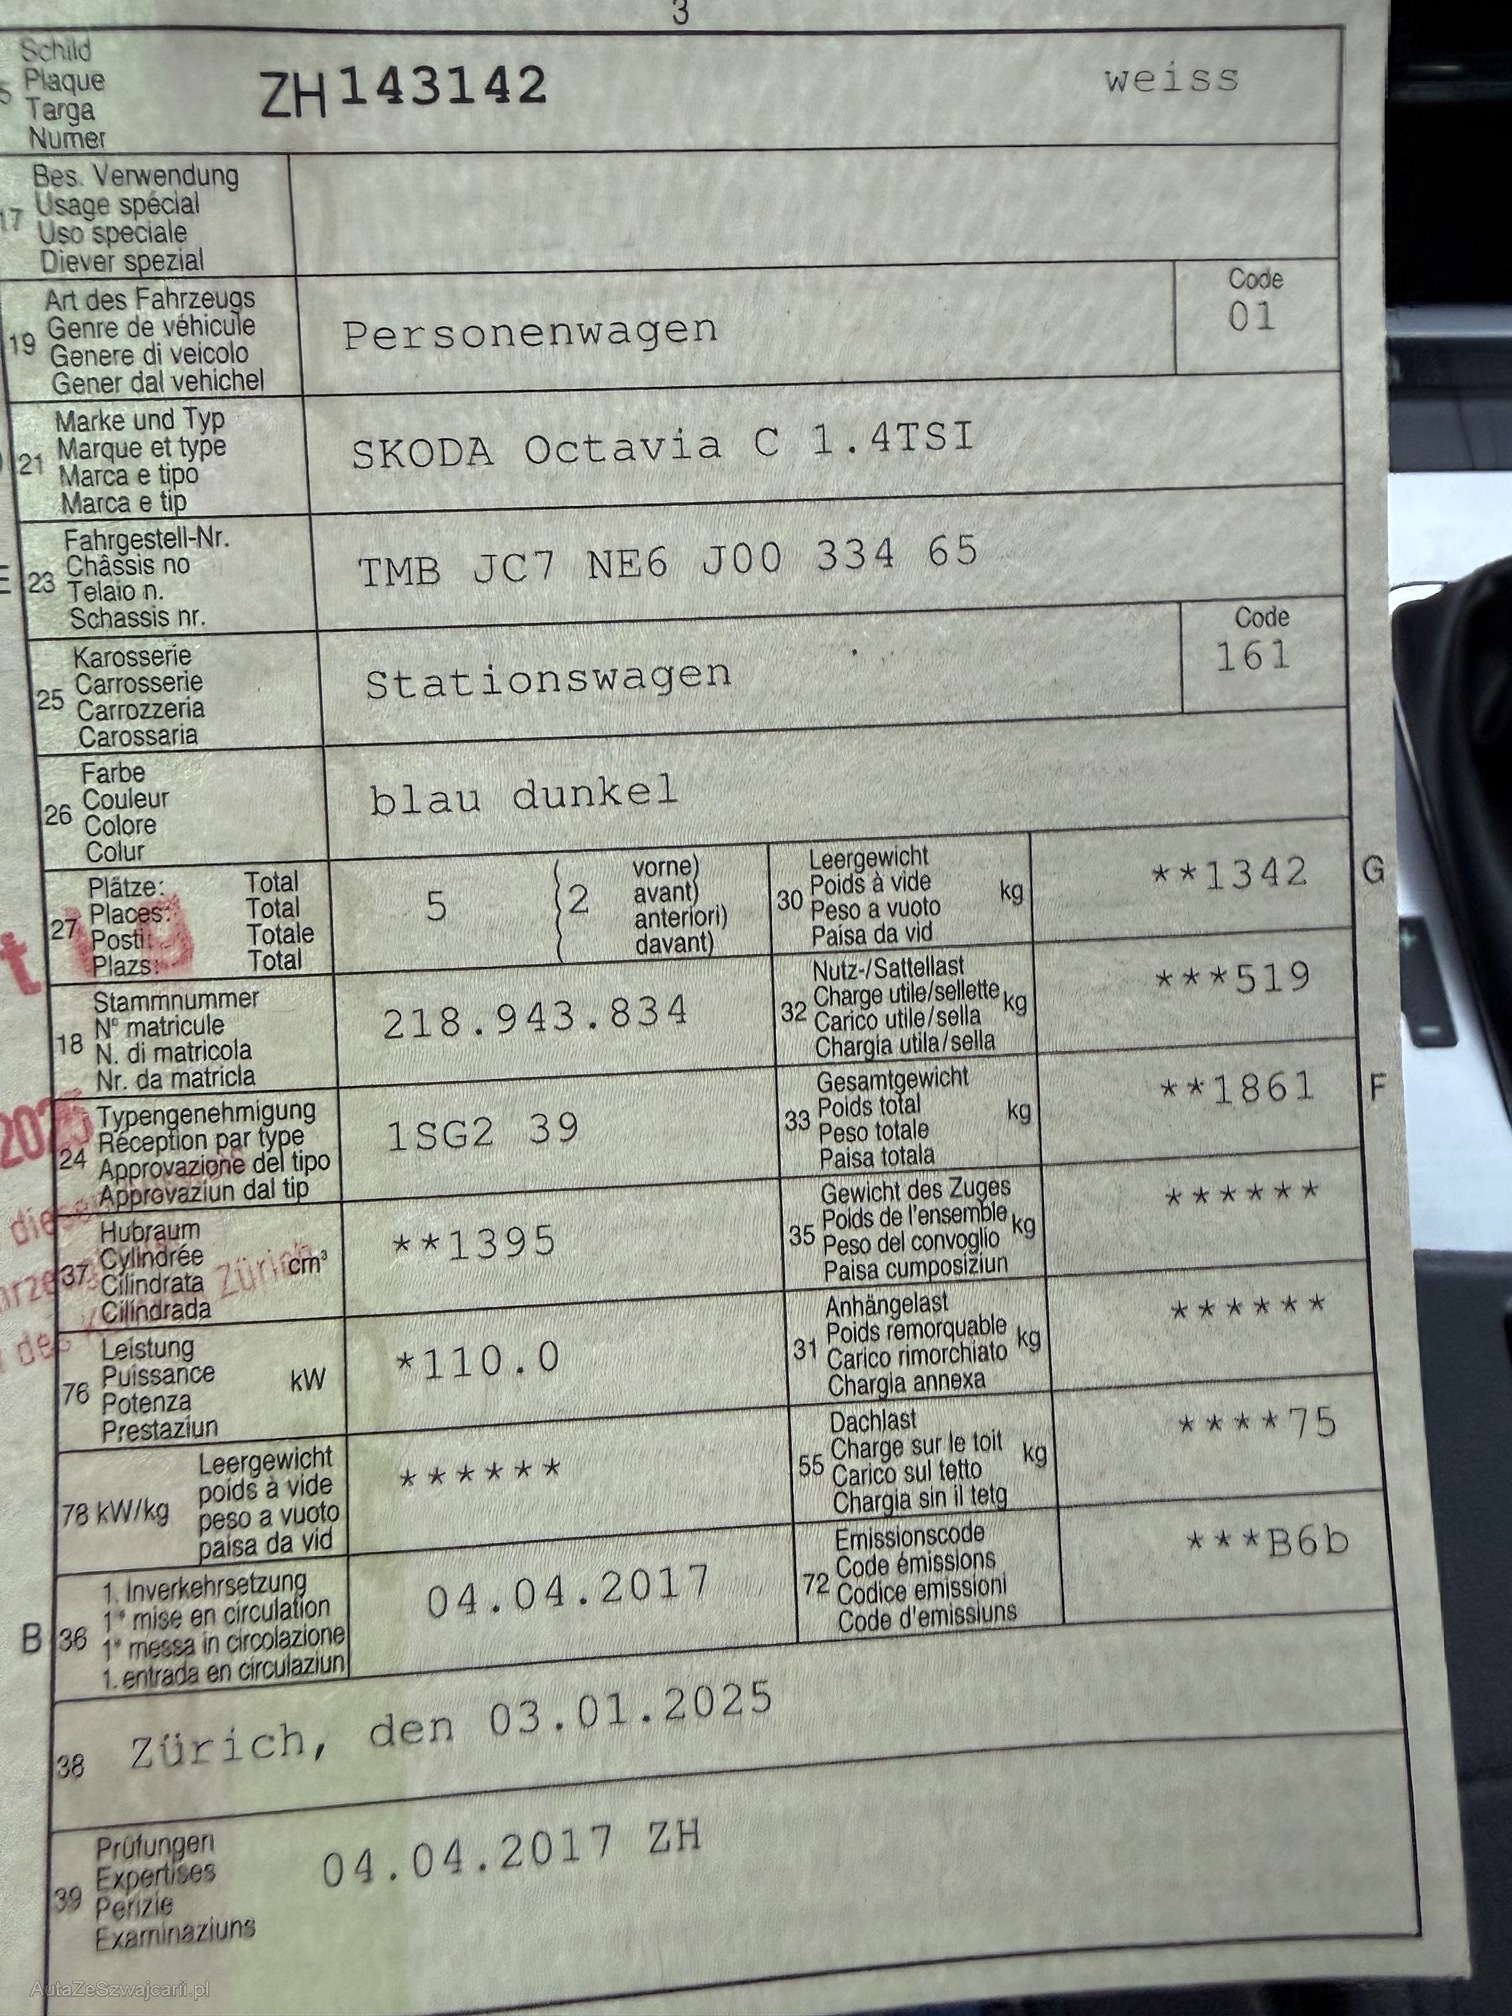 3
Schild
Plaque
Targa
Numer
ZH 143142
weiss
17
Bes. Verwendung
Usage spécial
Uso speciale
Diever spezial
19
Art des Fahrzeugs
Genre de véhicule
Genere di veicolo
Gener dal vehichel
Personenwagen
Code
01
21
Marke und Typ
Marque et type
Marca e tipo
Marca e tip
SKODA Octavia C 1.4TSI
E 23
Fahrgestell-Nr.
Châssis no
Telaio n.
Schassis nr.
TMB JC7 NE6 J00 334 65
25
Karosserie
Carrosserie
Carrozzeria
Carossaria
Stationswagen
Code
161
26
Farbe
Couleur
Colore
Colur
blau dunkel
27
Plätze: Total
Places: Total
Posti: Totale
Plazs: Total
5
2
vorne)
avant)
anteriori)
davant)
30
Leergewicht
Poids à vide
Peso a vuoto
Paisa da vid
kg
**1342
G
18
Stammnummer
N° matricule
N. di matricola
Nr. da matricla
218.943.834
32
Nutz-/Sattellast
Charge utile/sellette
Carico utile/sella
Chargia utila/sella
kg
***519
24
Typengenehmigung
Réception par type
Approvazione del tipo
Approvaziun dal tip
1SG2 39
33
Gesamtgewicht
Poids total
Peso totale
Paisa totala
kg
**1861
F
37
Hubraum
Cylindrée
Cilindrata
Cilindrada
cm³
**1395
35
Gewicht des Zuges
Poids de l'ensemble
Peso del convoglio
Paisa cumposiziun
kg
******
76
Leistung
Puissance
Potenza
Prestaziun
kW
*110.0
31
Anhängelast
Poids remorquable
Carico rimorchiato
Chargia annexa
kg
******
78 kW/kg
Leergewicht
poids à vide
peso a vuoto
paisa da vid
******
55
Dachlast
Charge sur le toit
Carico sul tetto
Chargia sin il tetg
kg
****75
B 36
1. Inverkehrsetzung
1° mise en circulation
1° messa in circolazione
1. entrada en circulaziun
04.04.2017
72
Emissionscode
Code émissions
Codice emissioni
Code d'emissiuns
***B6b
38
Zürich, den 03.01.2025
39
Prüfungen
Expertises
Perizie
Examinaziuns
04.04.2017 ZH
2025
Zürich
AutaZeSzwajcarii.pl